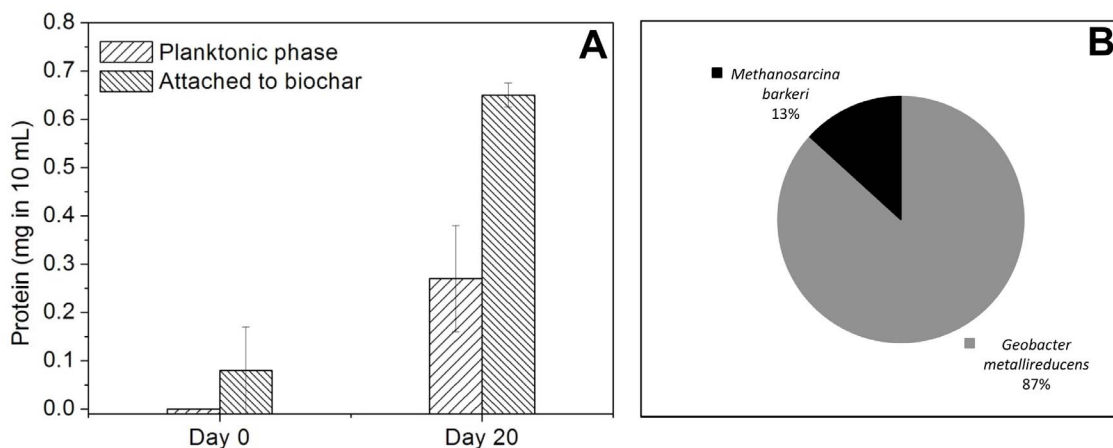 A
Planktonic phase
Attached to biochar
Protein (mg in 10 mL)
0.8
0.7
0.6
0.5
0.4
0.3
0.2
0.1
0.0
Day 0
Day 20
B
Methanosarcina
barkeri
13%
Geobacter
metallireducens
87%